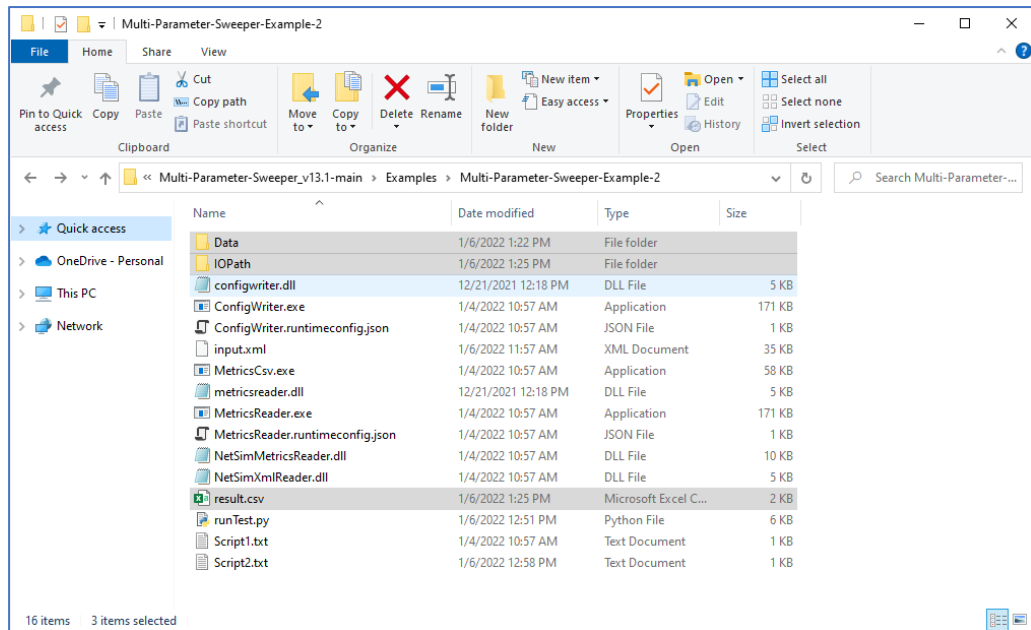 Multi-Parameter-Sweeper-Example-2
File Home Share View
Pin to Quick access
Copy
Paste
Cut
Copy path
Paste shortcut
Clipboard
Move to
Copy to
Delete
Rename
Organize
New folder
New item
Easy access
New
Properties
Open
Edit
History
Open
Select all
Select none
Invert selection
Select
« Multi-Parameter-Sweeper_v13.1-main > Examples > Multi-Parameter-Sweeper-Example-2
Search Multi-Parameter-...
Quick access
OneDrive - Personal
This PC
Network
Name Date modified Type Size
Data 1/6/2022 1:22 PM File folder
IOPath 1/6/2022 1:25 PM File folder
configwriter.dll 12/21/2021 12:18 PM DLL File 5 KB
ConfigWriter.exe 1/4/2022 10:57 AM Application 171 KB
ConfigWriter.runtimeconfig.json 1/4/2022 10:57 AM JSON File 1 KB
input.xml 1/6/2022 11:57 AM XML Document 35 KB
MetricsCsv.exe 1/4/2022 10:57 AM Application 58 KB
metricsreader.dll 12/21/2021 12:18 PM DLL File 5 KB
MetricsReader.exe 1/4/2022 10:57 AM Application 171 KB
MetricsReader.runtimeconfig.json 1/4/2022 10:57 AM JSON File 1 KB
NetSimMetricsReader.dll 1/4/2022 10:57 AM DLL File 10 KB
NetSimXmlReader.dll 1/4/2022 10:57 AM DLL File 5 KB
result.csv 1/6/2022 1:25 PM Microsoft Excel C... 2 KB
runTest.py 1/6/2022 12:51 PM Python File 6 KB
Script1.txt 1/4/2022 10:57 AM Text Document 1 KB
Script2.txt 1/6/2022 12:58 PM Text Document 1 KB
16 items 3 items selected